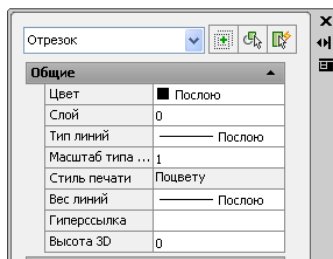 Отрезок
Общие
Цвет Послою
Слой 0
Тип линий Послою
Масштаб типа ... 1
Стиль печати Поцвету
Вес линий Послою
Гиперссылка
Высота 3D 0